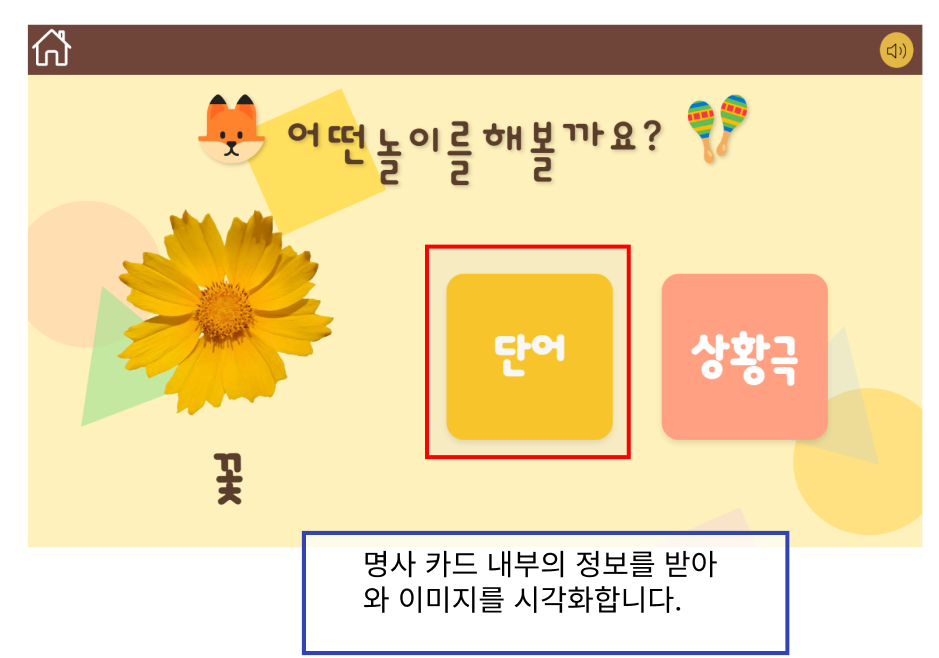 어떤놀이를해볼까요?
단어
상황극
꽃
명사 카드 내부의 정보를 받아
와 이미지를 시각화합니다.